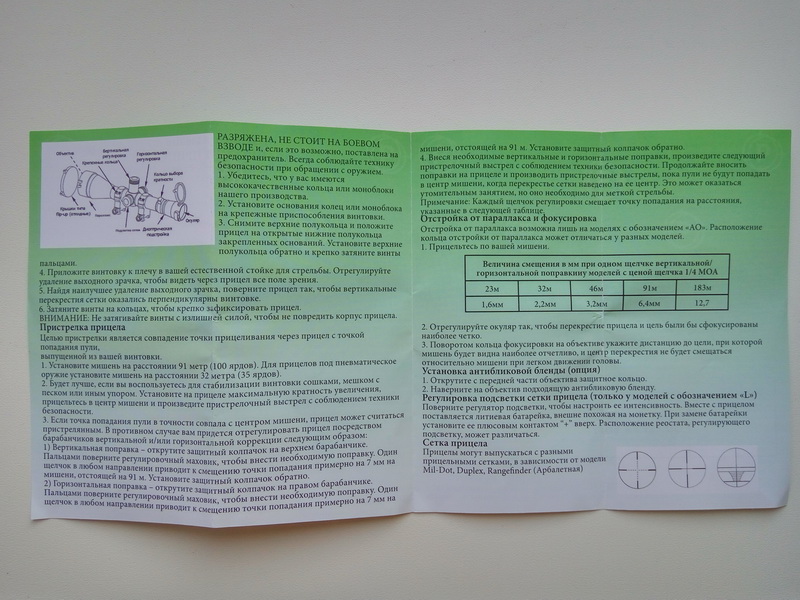 Объектив
Вертикальная
регулировка
Крепежные кольца
Горизонтальная
регулировка
Кольцо выбора
кратности
Крышки типа
Окуляр
Диоптрическая
подстройка
РАЗРЯЖЕНА, НЕ СТОИТ НА БОЕВОМ
ВЗВОДЕ и, если это возможно, поставлена на
предохранитель. Всегда соблюдайте технику
безопасности при обращении с оружием.
1. Убедитесь, что у вас имеются
высококачественные кольца или моноблоки
нашего производства.
2. Установите основания колец или моноблока
на крепежные приспособления винтовки.
3. Снимите верхние полукольца и положите
прицел на открытые нижние полукольца
закрепленных оснований. Установите верхние
полукольца обратно и крепко затяните винты
пальцами.
4. Приложите винтовку к плечу в вашей естественной стойке для стрельбы. Отрегулируйте
удаление выходного зрачка, чтобы видеть через прицел все поле зрения.
5. Найдя наилучшее удаление выходного зрачка, поверните прицел так, чтобы вертикальные
перекрестия сетки оказались перпендикулярны винтовке.
6. Затяните винты на кольцах, чтобы крепко зафиксировать прицел.
ВНИМАНИЕ: Не затягивайте винты с излишней силой, чтобы не повредить корпус прицела.
Пристрелка прицела
Целью пристрелки является совпадение точки прицеливания через прицел с точкой
попадания пули,
выпущенной из вашей винтовки.
1. Установите мишень на расстоянии 91 метр (100 ярдов). Для прицелов под пневматическое
оружие установите мишень на расстоянии 32 метра (35 ярдов).
2. Будет лучше, если вы воспользуетесь для стабилизации винтовки сошками, мешком с
песком или иным упором. Установите на прицеле максимальную кратность увеличения,
прицельтесь в центр мишени и произведите пристрелочный выстрел с соблюдением техники
безопасности.
3. Если точка попадания пули в точности совпала с центром мишени, прицел может считаться
пристрелянным. В противном случае вам придется отрегулировать прицел посредством
барабанчиков вертикальной и/или горизонтальной коррекции следующим образом:
1) Вертикальная поправка – открутите защитный колпачок на верхнем барабанчике.
Пальцами поверните регулировочный маховик, чтобы внести необходимую поправку. Один
щелчок в любом направлении приводит к смещению точки попадания примерно на 7 мм на
мишени, отстоящей на 91 м. Установите защитный колпачок обратно.
2) Горизонтальная поправка – открутите защитный колпачок на правом барабанчике.
Пальцами поверните регулировочный маховик, чтобы внести необходимую поправку. Один
щелчок в любом направлении приводит к смещению точки попадания примерно на 7 мм на
мишени, отстоящей на 91 м. Установите защитный колпачок обратно.
4. Внеся необходимые вертикальные и горизонтальные поправки, произведите следующий
пристрелочный выстрел с соблюдением техники безопасности. Продолжайте вносить
поправки на прицеле и производить пристрелочные выстрелы, пока пули не будут попадать
в центр мишени, когда перекрестье сетки наведено на ее центр. Это может оказаться
утомительным занятием, но оно необходимо для меткой стрельбы.
Примечание: Каждый щелчок регулировки смещает точку попадания на расстояния,
указанные в следующей таблице.
Отстройка от параллакса и фокусировка
Отстройка от параллакса возможна лишь на моделях с обозначением «AO». Расположение
кольца отстройки от параллакса может отличаться у разных моделей.
1. Прицельтесь по вашей мишени.
Величина смещения в мм при одном щелчке вертикальной/
горизонтальной поправкину моделей с ценой щелчка 1/4 МОА
23м 32м 46м 91м 183м
1,6мм 2,2мм 3,2мм 6,4мм 12,7
2. Отрегулируйте окуляр так, чтобы перекрестие прицела и цель были бы сфокусированы
наиболее четко.
3. Поворотом кольца фокусировки на объективе укажите дистанцию до цели, при которой
мишень будет видна наиболее отчетливо, и центр перекрестия не будет смещаться
относительно мишени при легком движении головы.
Установка антибликовой бленды (опция)
1. Открутите с передней части объектива защитное кольцо.
2. Наверните на объектив подходящую антибликовую бленду.
Регулировка подсветки сетки прицела (только у моделей с обозначением «L»)
Поверните регулятор подсветки, чтобы настроить ее интенсивность. Вместе с прицелом
поставляется литиевая батарейка, внешне похожая на монетку. При замене батарейки
установите ее плюсовым контактом “+” вверх. Расположение реостата, регулирующего
подсветку, может различаться.
Сетка прицела
Прицелы могут выпускаться с разными
прицельными сетками, в зависимости от модели
Mil-Dot, Duplex, Rangefinder (Арбалетная)